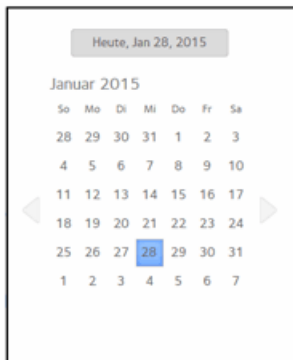 Heute, Jan 28, 2015
Januar 2015
So Mo Di Mi Do Fr Sa
28 29 30 31 1 2 3
4 5 6 7 8 9 10
11 12 13 14 15 16 17
18 19 20 21 22 23 24
25 26 27 28 29 30 31
1 2 3 4 5 6 7